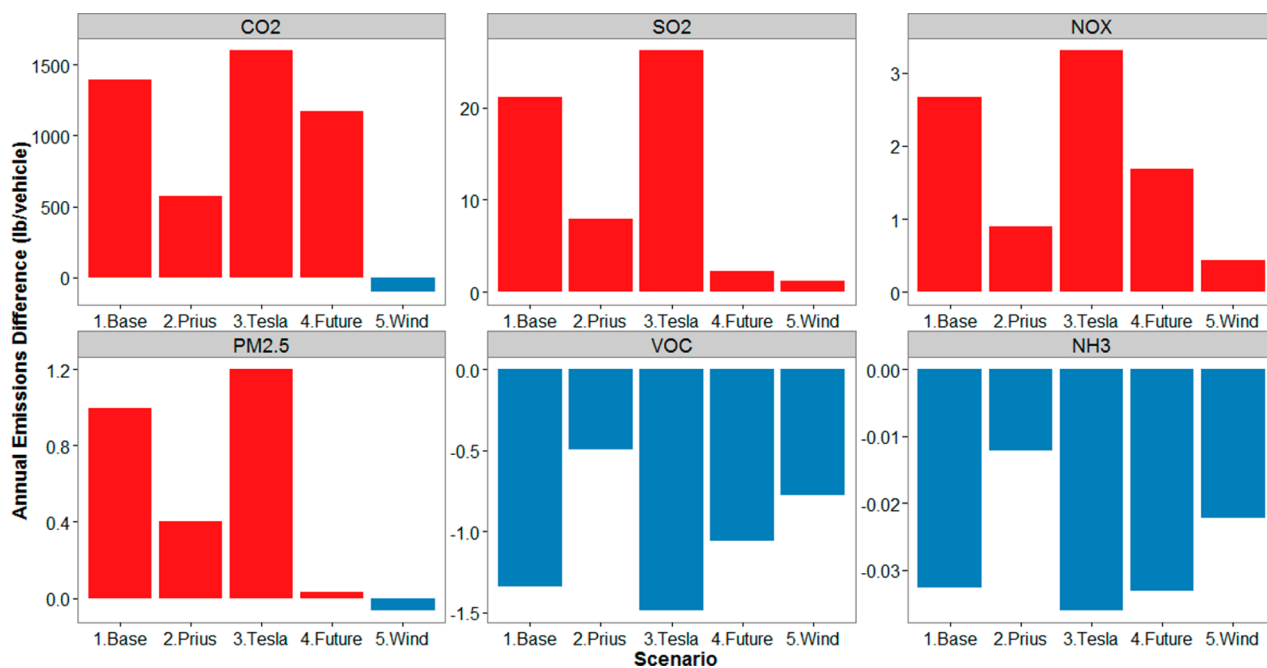 CO2
SO2
NOX
Annual Emissions Difference (lb/vehicle)
1500
1000
500
0
20
10
0
3
2
1
0
1.Base 2.Prius 3.Tesla 4.Future 5.Wind
1.Base 2.Prius 3.Tesla 4.Future 5.Wind
1.Base 2.Prius 3.Tesla 4.Future 5.Wind
PM2.5
VOC
NH3
1.2
0.8
0.4
0.0
0.0
-0.5
-1.0
-1.5
0.00
-0.01
-0.02
-0.03
1.Base 2.Prius 3.Tesla 4.Future 5.Wind
1.Base 2.Prius 3.Tesla 4.Future 5.Wind
1.Base 2.Prius 3.Tesla 4.Future 5.Wind
Scenario